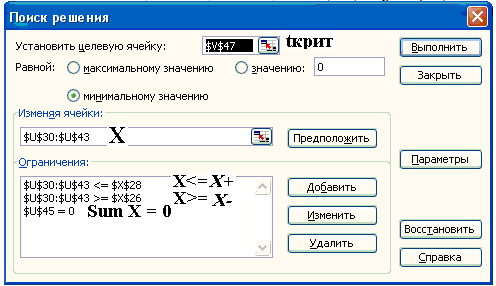 Поиск решения
Установить целевую ячейку: $V$47 tкрит
Равной: максимальному значению значению: 0
минимальному значению
Изменяя ячейки:
$U$30:$U$43 X
Предположить
Ограничения:
$U$30:$U$43 <= $X$28 X<= X+
$U$30:$U$43 >= $X$26 X>= X-
$U$45 = 0 Sum X = 0
Добавить
Изменить
Удалить
Выполнить
Закрыть
Параметры
Восстановить
Справка